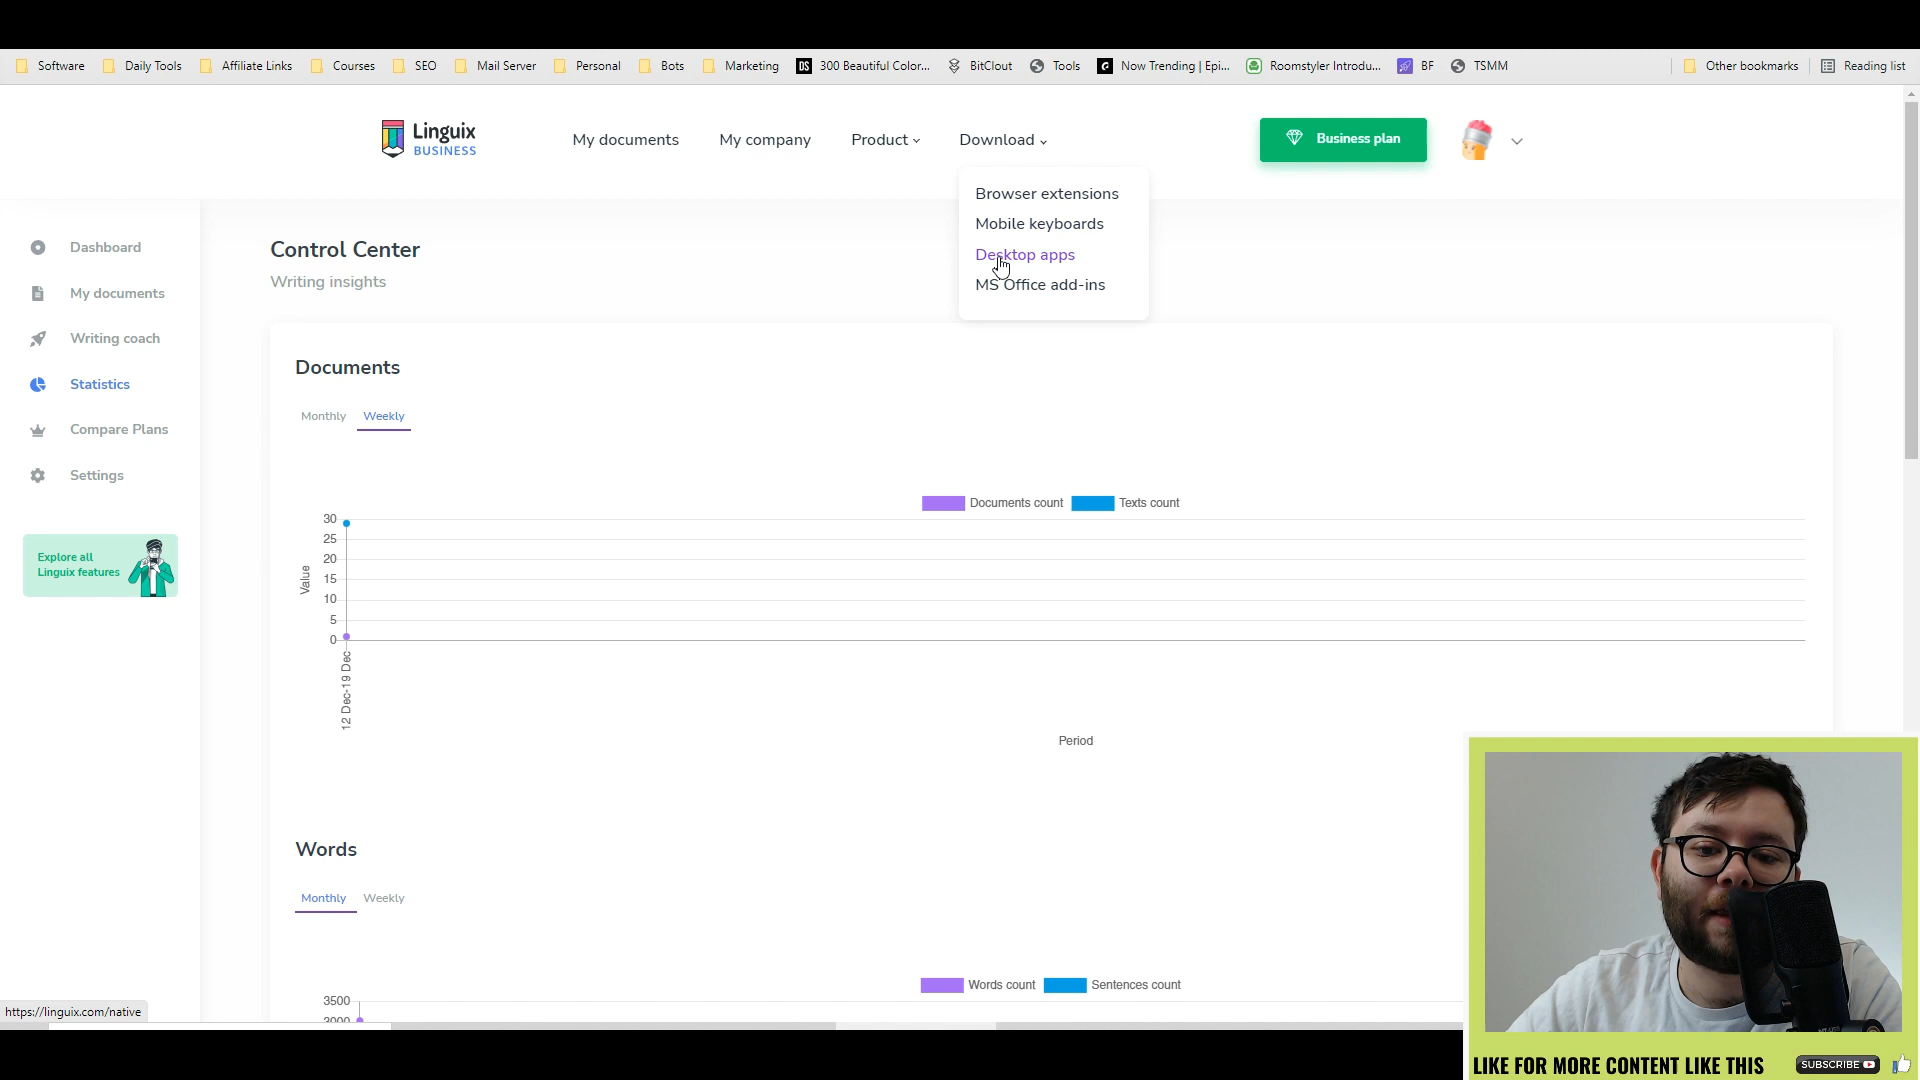 Software Daily Tools Affiliate Links Courses SEO Mail Server Personal Bots Marketing DS 300 Beautiful Color... BitClout Tools Now Trending | Epi... Roomstyler Introdu... BF TSMM Other bookmarks Reading list
Linguix
BUSINESS
My documents My company Product Download Business plan
Browser extensions
Mobile keyboards
Desktop apps
MS Office add-ins
Dashboard
My documents
Writing coach
Statistics
Compare Plans
Settings
Explore all
Linguix features
Control Center
Writing insights
Documents
Monthly Weekly
Documents count Texts count
30
25
20
15
10
5
0
Value
12 Dec-19 Dec
Period
Words
Monthly Weekly
Words count Sentences count
3500
3000
https://linguix.com/native
LIKE FOR MORE CONTENT LIKE THIS SUBSCRIBE